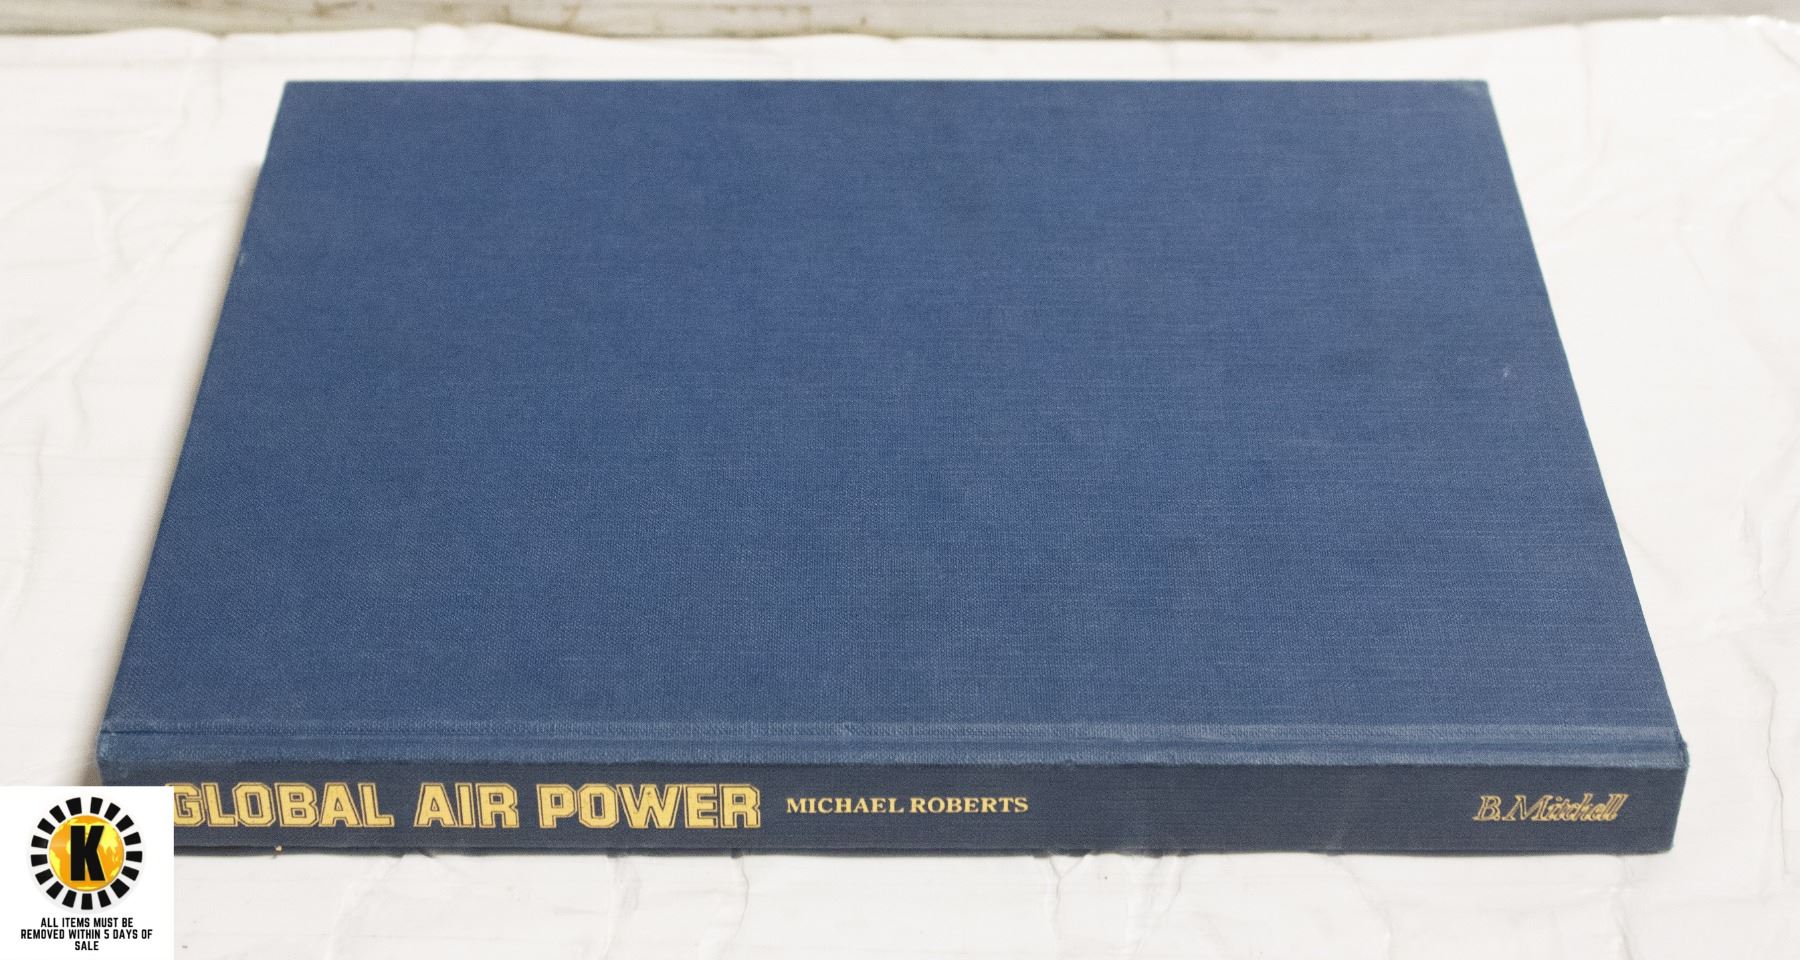 GLOBAL AIR POWER MICHAEL ROBERTS B. Mitchell
K
ALL ITEMS MUST BE
REMOVED WITHIN 5 DAYS OF
SALE